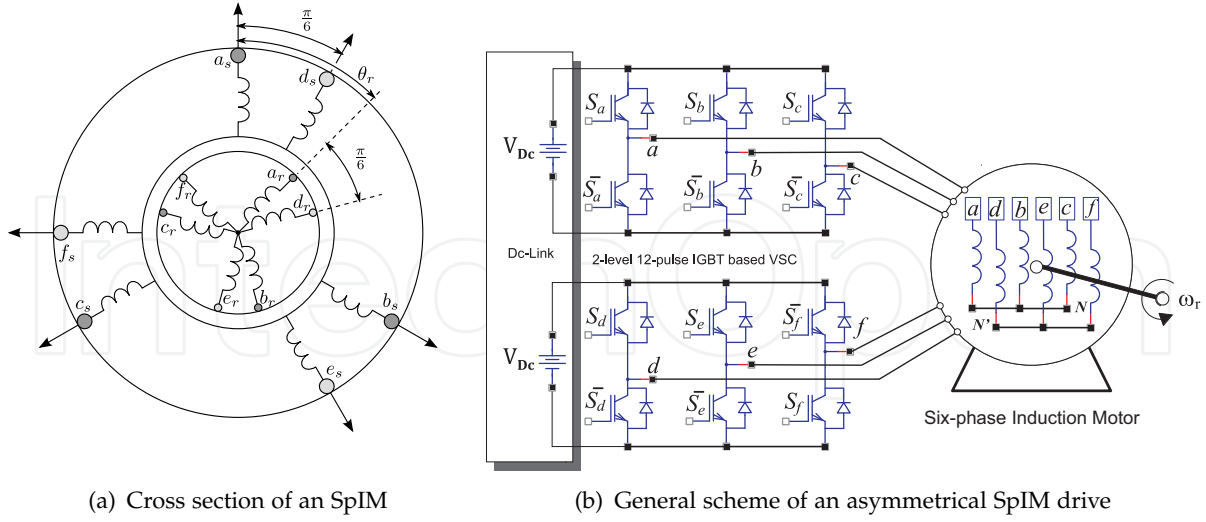 π/6
a_s
d_s
θ_r
π/6
a_r
f_r
d_r
c_r
f_s
e_r b_r
c_s
b_s
e_s
(a) Cross section of an SpIM
S_a S_b S_c
V_Dc
a
b
c
S̄_a S̄_b S̄_c
Dc-Link
2-level 12-pulse IGBT based VSC
S_d S_e S̄_f
f
V_Dc
e
d
S̄_d S̄_e S_f
a d b e c f
N
N'
ω_r
Six-phase Induction Motor
(b) General scheme of an asymmetrical SpIM drive
InTechOpen